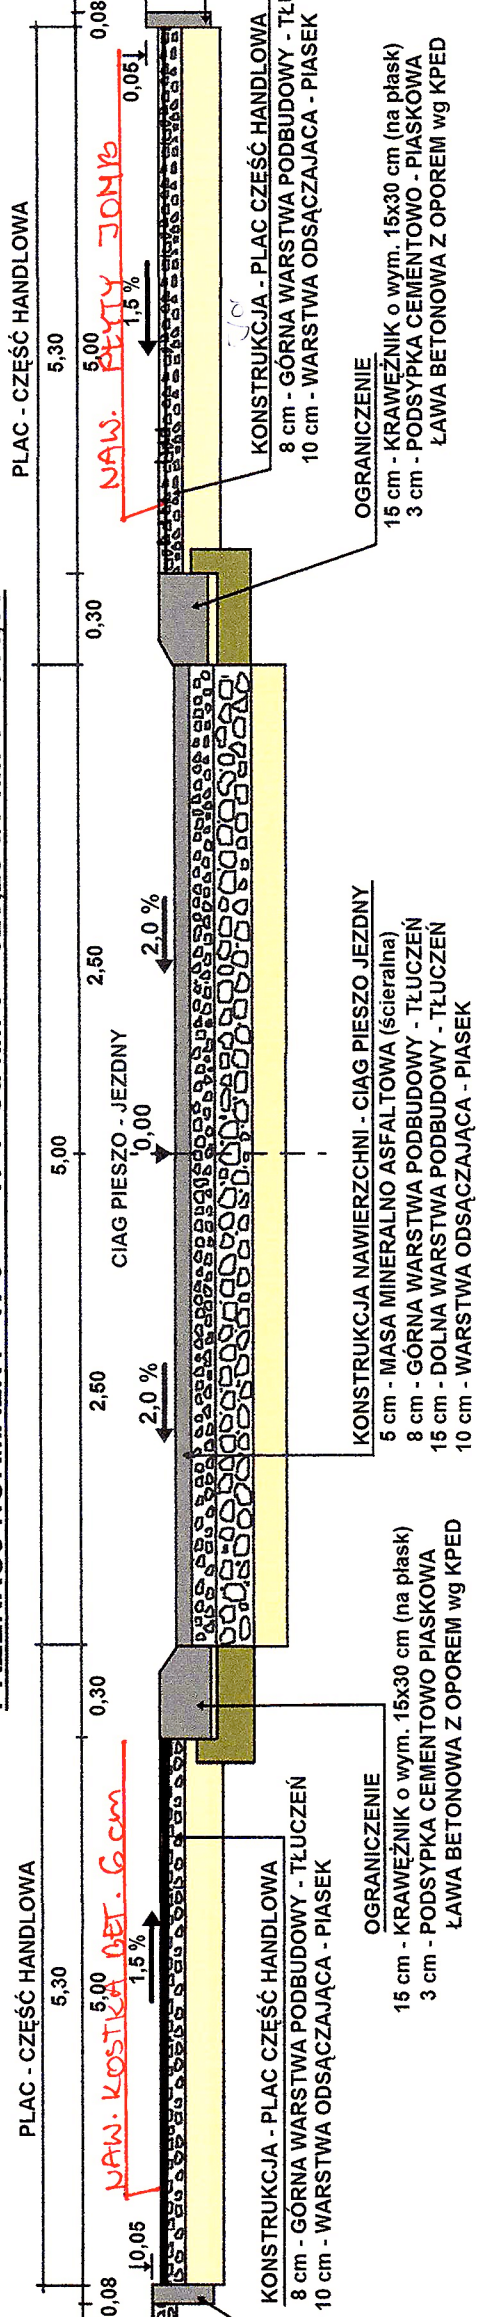 PLAC - CZĘŚĆ HANDLOWA
5,30
0,08
5,00
NAW. KOSTKA BET. 6 cm
0,05
1,5 %
KONSTRUKCJA - PLAC CZĘŚĆ HANDLOWA
8 cm - GÓRNA WARSTWA PODBUDOWY - TŁUCZEŃ
10 cm - WARSTWA ODSĄCZAJĄCA - PIASEK
0,30
OGRANICZENIE
15 cm - KRAWĘŻNIK o wym. 15x30 cm (na płask)
3 cm - PODSYPKA CEMENTOWO PIASKOWA
ŁAWA BETONOWA Z OPOREM wg KPED
5,00
2,50
2,50
CIĄG PIESZO - JEZDNY
2,0 %
0,00
2,0 %
KONSTRUKCJA NAWIERZCHNI - CIĄG PIESZO JEZDNY
5 cm - MASA MINERALNO ASFALTOWA (ścieralna)
8 cm - GÓRNA WARSTWA PODBUDOWY - TŁUCZEŃ
15 cm - DOLNA WARSTWA PODBUDOWY - TŁUCZEŃ
10 cm - WARSTWA ODSĄCZAJĄCA - PIASEK
0,30
OGRANICZENIE
15 cm - KRAWĘŻNIK o wym. 15x30 cm (na płask)
3 cm - PODSYPKA CEMENTOWO - PIASKOWA
ŁAWA BETONOWA Z OPOREM wg KPED
PLAC - CZĘŚĆ HANDLOWA
5,30
5,00
0,08
NAW. PŁYTY JOMB
1,5 %
0,05
KONSTRUKCJA - PLAC CZĘŚĆ HANDLOWA
8 cm - GÓRNA WARSTWA PODBUDOWY -
10 cm - WARSTWA ODSĄCZAJĄCA - PIASEK